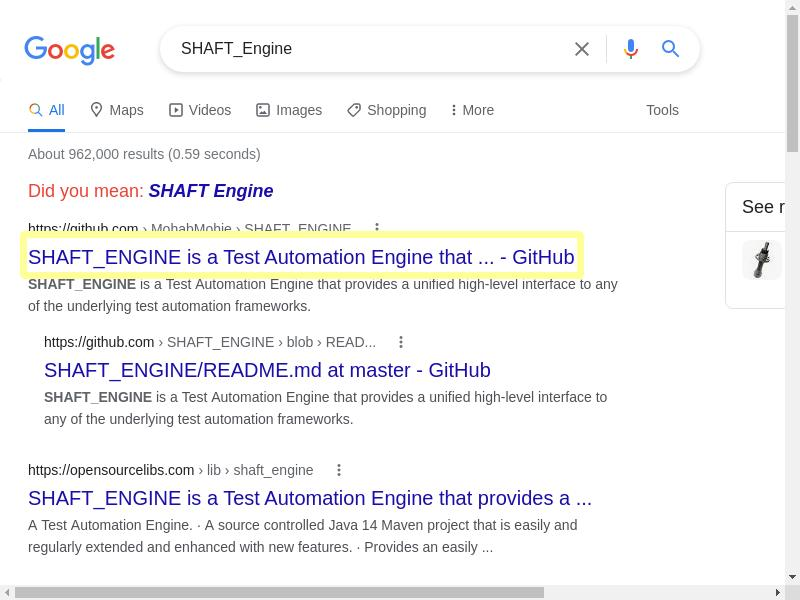 Google
SHAFT_Engine
All Maps Videos Images Shopping More Tools
About 962,000 results (0.59 seconds)
Did you mean: SHAFT Engine
See r
https://github.com › MohabMohie › SHAFT_ENGINE
SHAFT_ENGINE is a Test Automation Engine that ... - GitHub
SHAFT_ENGINE is a Test Automation Engine that provides a unified high-level interface to any
of the underlying test automation frameworks.
https://github.com › SHAFT_ENGINE › blob › READ...
SHAFT_ENGINE/README.md at master - GitHub
SHAFT_ENGINE is a Test Automation Engine that provides a unified high-level interface to
any of the underlying test automation frameworks.
https://opensourcelibs.com › lib › shaft_engine
SHAFT_ENGINE is a Test Automation Engine that provides a ...
A Test Automation Engine. · A source controlled Java 14 Maven project that is easily and
regularly extended and enhanced with new features. · Provides an easily ...